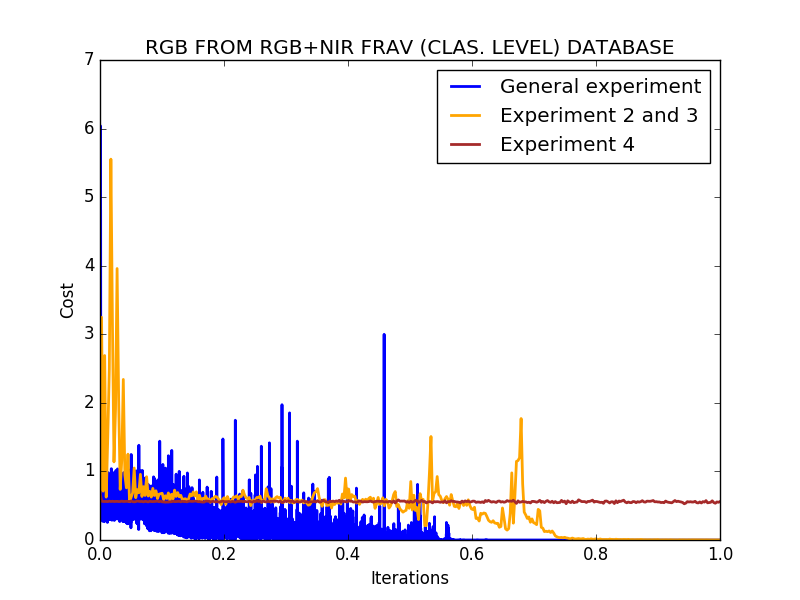 RGB FROM RGB+NIR FRAV (CLAS. LEVEL) DATABASE
General experiment
Experiment 2 and 3
Experiment 4
7
6
5
4
3
2
1
0
Cost
0.0 0.2 0.4 0.6 0.8 1.0
Iterations